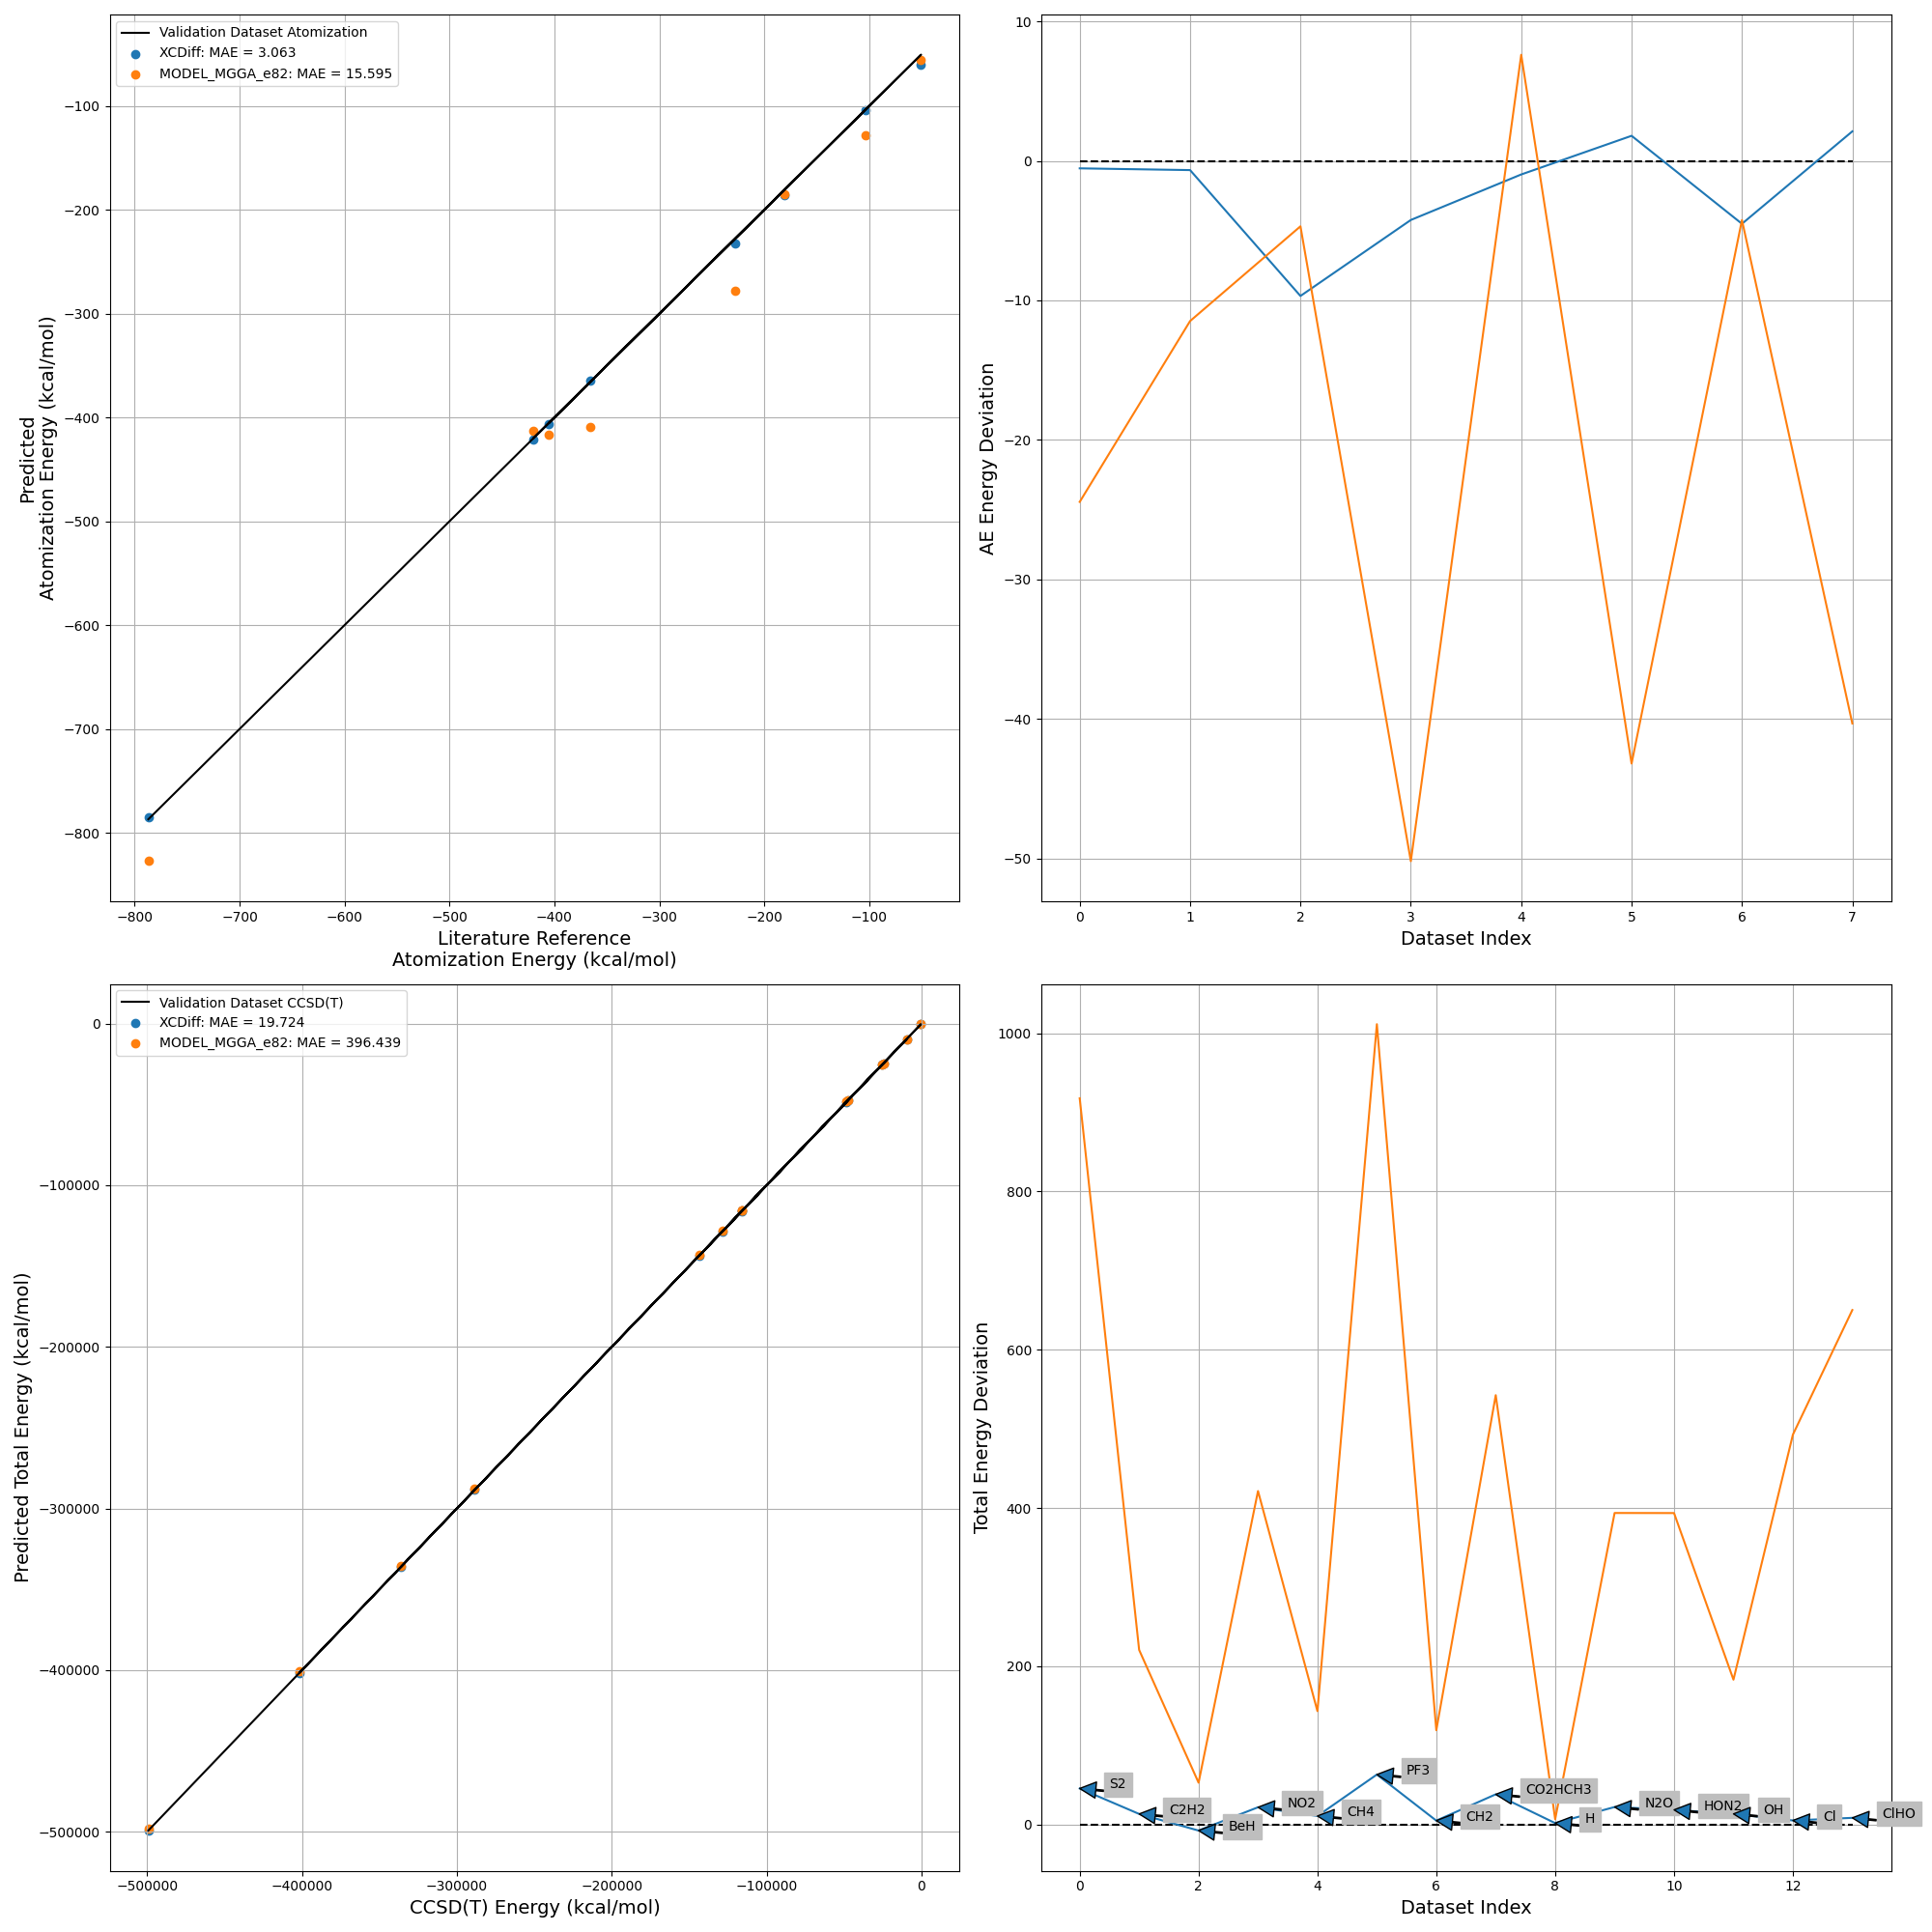 Validation Dataset Atomization
XCDiff: MAE = 3.063
MODEL_MGGA_e82: MAE = 15.595
−100
−200
−300
−400
−500
−600
−700
−800
Predicted
Atomization Energy (kcal/mol)
−800 −700 −600 −500 −400 −300 −200 −100
Literature Reference
Atomization Energy (kcal/mol)
10
0
−10
−20
−30
−40
−50
AE Energy Deviation
0 1 2 3 4 5 6 7
Dataset Index
Validation Dataset CCSD(T)
XCDiff: MAE = 19.724
MODEL_MGGA_e82: MAE = 396.439
0
−100000
−200000
−300000
−400000
−500000
Predicted Total Energy (kcal/mol)
−500000 −400000 −300000 −200000 −100000 0
CCSD(T) Energy (kcal/mol)
1000
800
600
400
200
0
Total Energy Deviation
S2
C2H2
BeH
NO2
CH4
PF3
CH2
CO2HCH3
H
N2O
HON2
OH
Cl
ClHO
0 2 4 6 8 10 12
Dataset Index